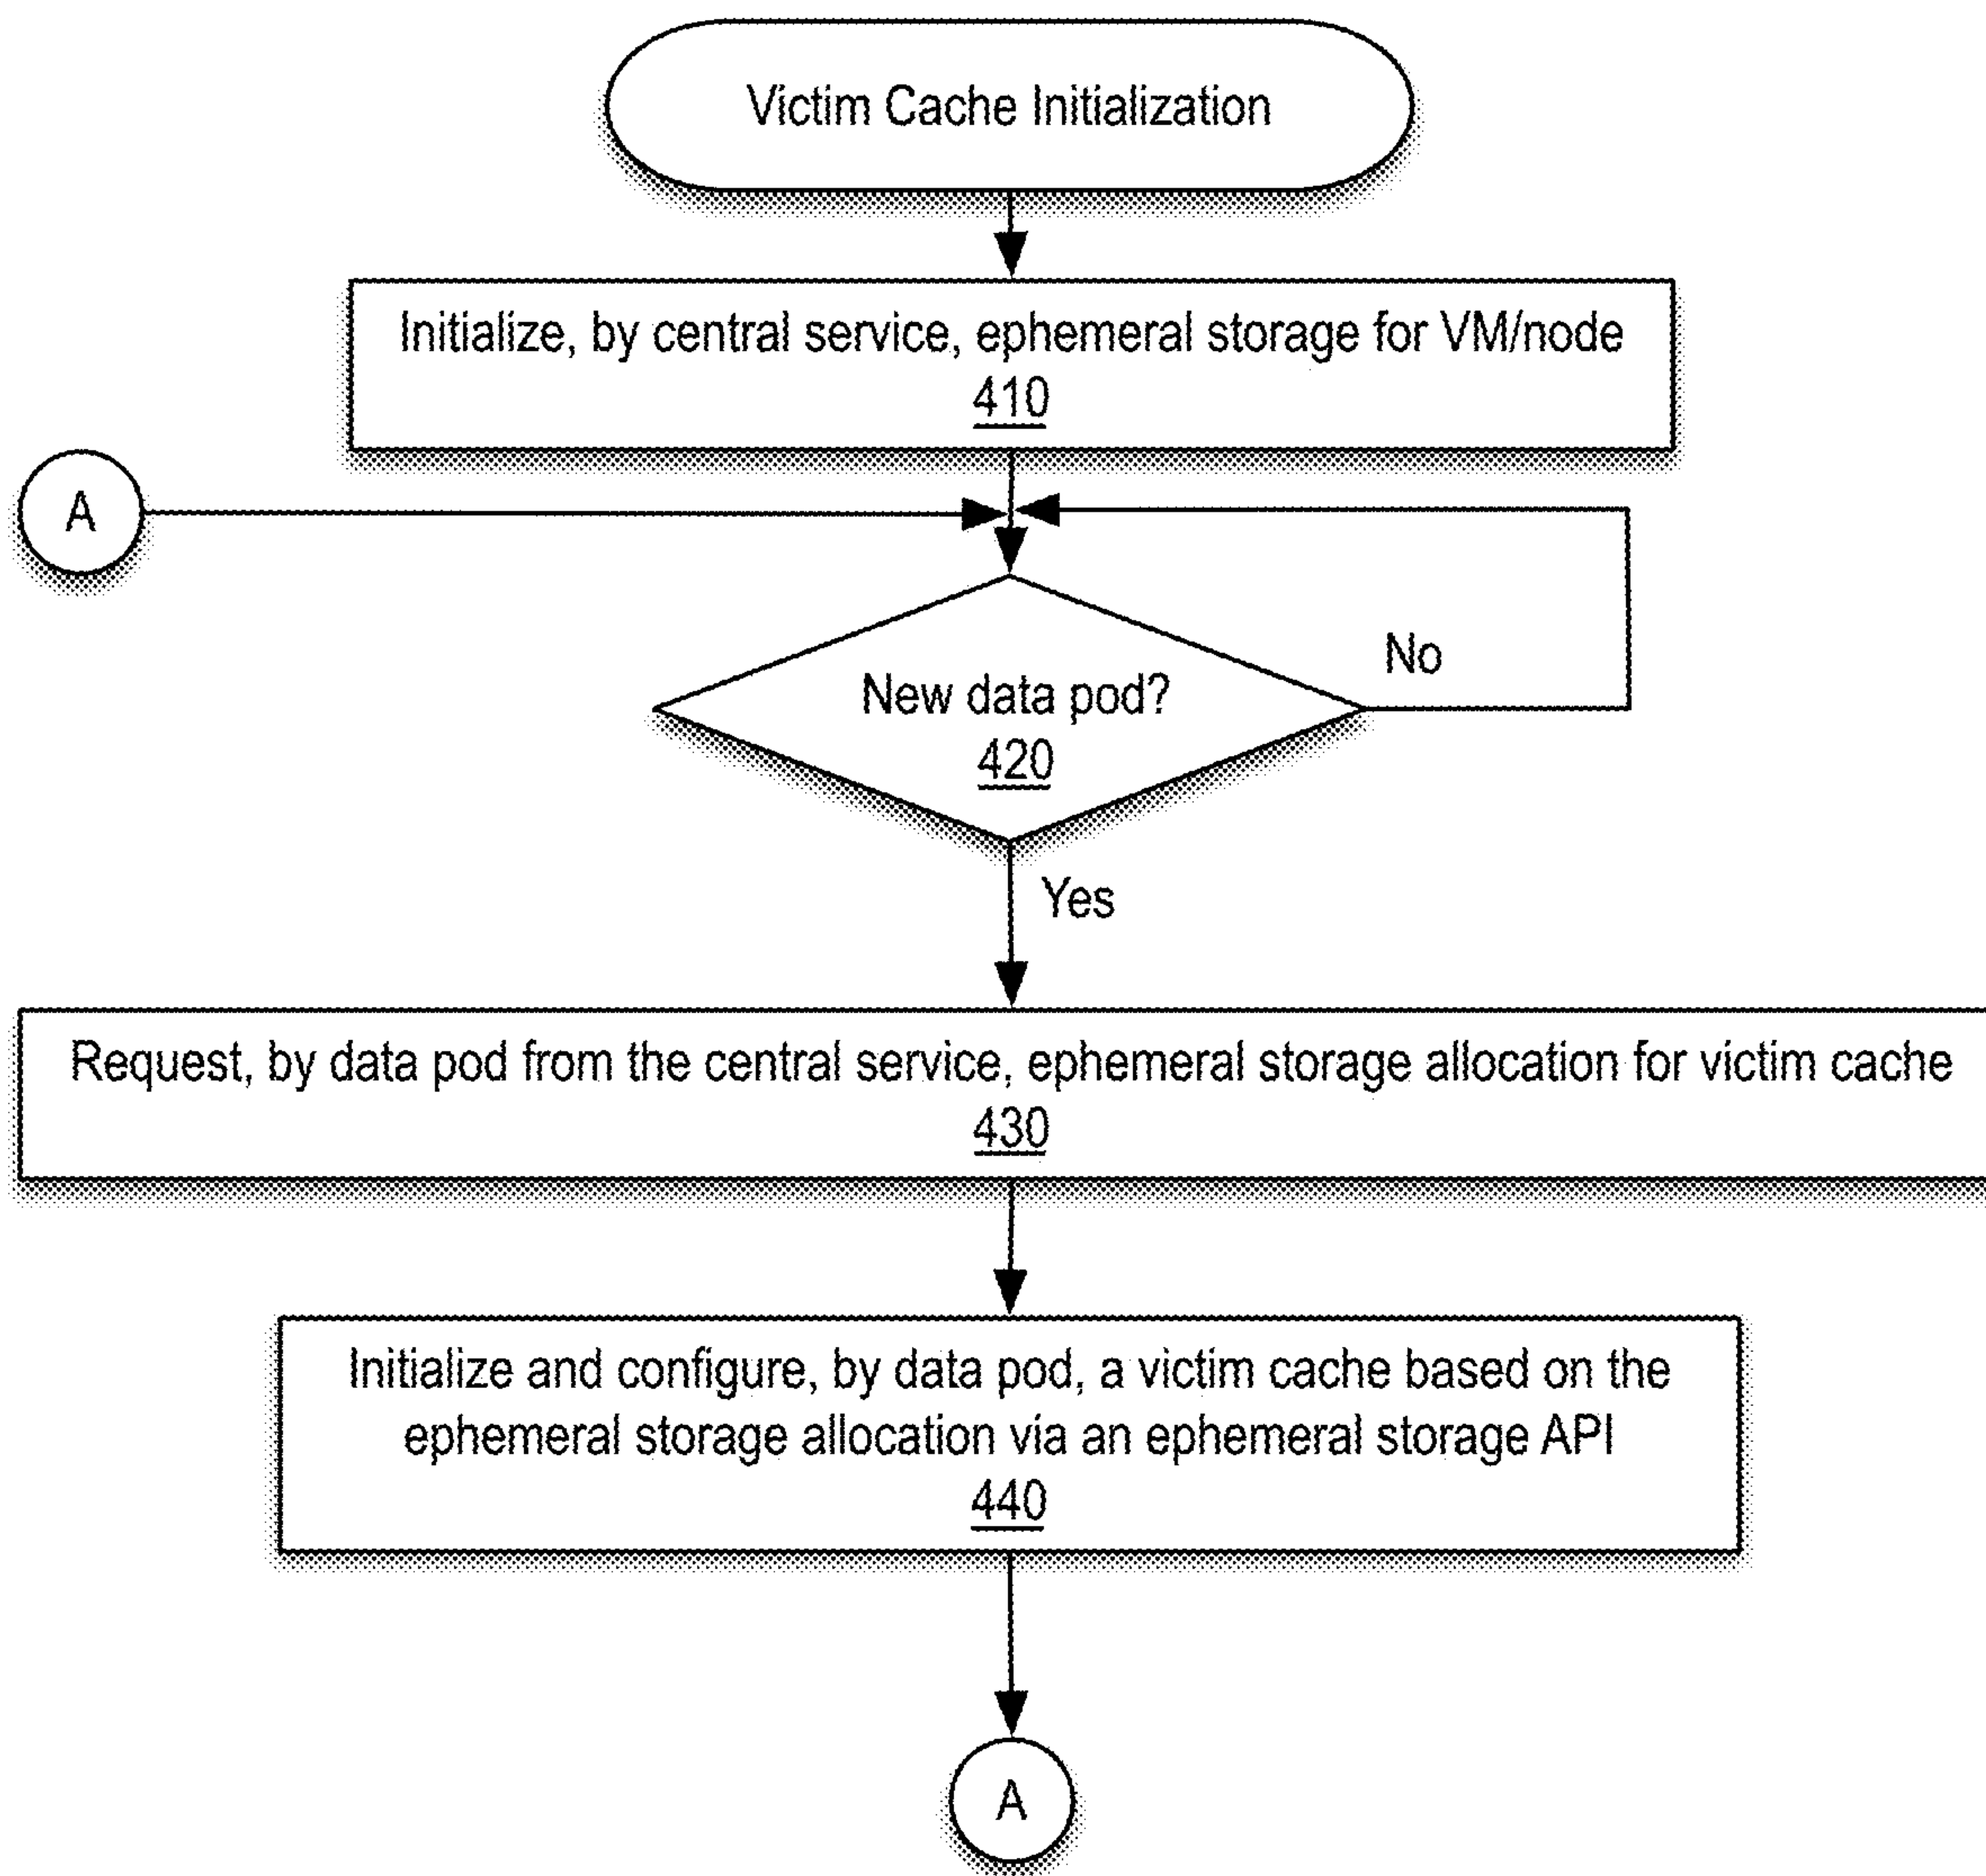 Victim Cache Initialization
Initialize, by central service, ephemeral storage for VM/node
410
A
New data pod?
420
No
Yes
Request, by data pod from the central service, ephemeral storage allocation for victim cache
430
Initialize and configure, by data pod, a victim cache based on the
ephemeral storage allocation via an ephemeral storage API
440
A